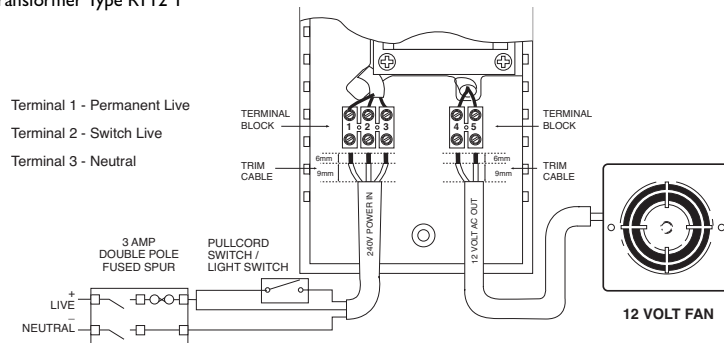 ransformer Type RT12 T
Terminal 1 - Permanent Live
Terminal 2 - Switch Live
Terminal 3 - Neutral
TERMINAL
BLOCK
1 2 3
4 5
TERMINAL
BLOCK
TRIM
CABLE
6mm
9mm
6mm
9mm
TRIM
CABLE
240V POWER IN
12 VOLT AC OUT
3 AMP
DOUBLE POLE
FUSED SPUR
PULLCORD
SWITCH /
LIGHT SWITCH
+
LIVE
–
NEUTRAL
12 VOLT FAN